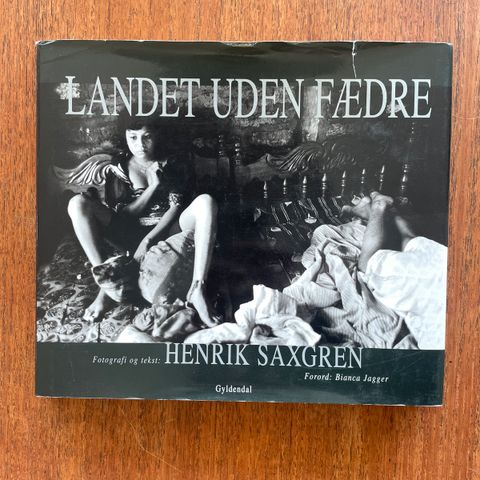 LANDET UDEN FÆDRE
Fotografi og tekst: HENRIK SAXGREN
Forord: Bianca Jagger
Gyldendal